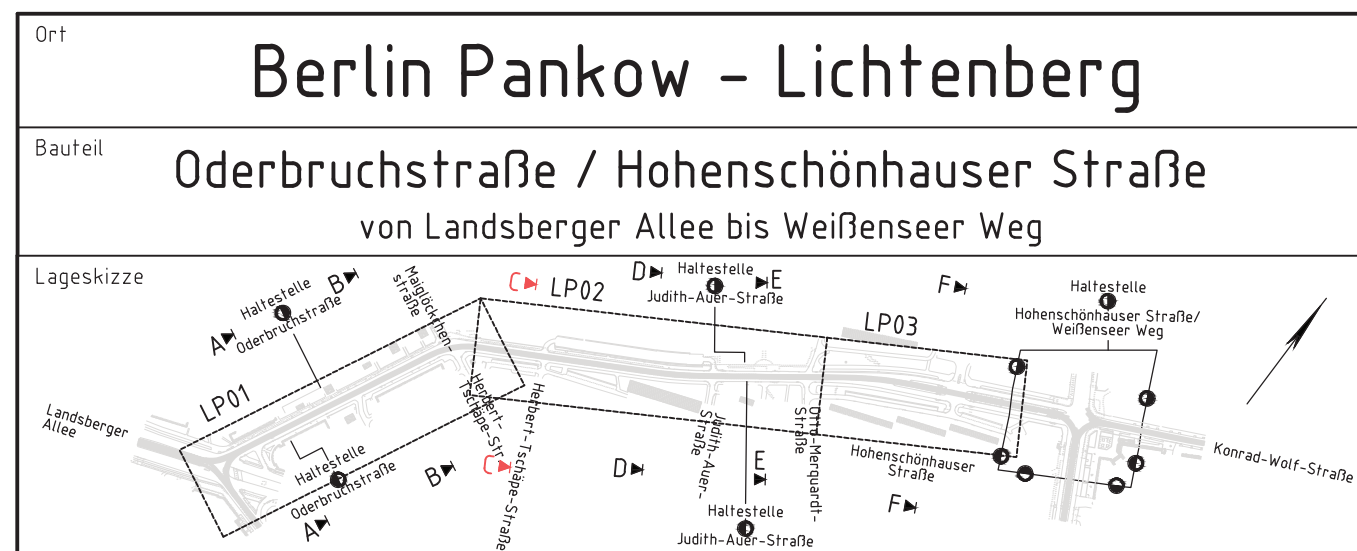 Ort
Berlin Pankow - Lichtenberg
Bauteil
Oderbruchstraße / Hohenschönhauser Straße
von Landsberger Allee bis Weißenseer Weg
Lageskizze
A
Haltestelle
Oderbruchstraße
B
Maiglöckchen-
straße
C
LP02
D
Haltestelle
Judith-Auer-Straße
E
F
LP03
Haltestelle
Hohenschönhauser Straße/
Weißenseer Weg
LP01
Landsberger
Allee
Haltestelle
Oderbruchstraße
A
B
Herbert-
Tschäpe-Str.
C
Herbert-Tschäpe-Straße
D
Judith-Auer-
Straße
E
Haltestelle
Judith-Auer-Straße
Otto-Marquardt-
Straße
Hohenschönhauser
Straße
F
Konrad-Wolf-Straße